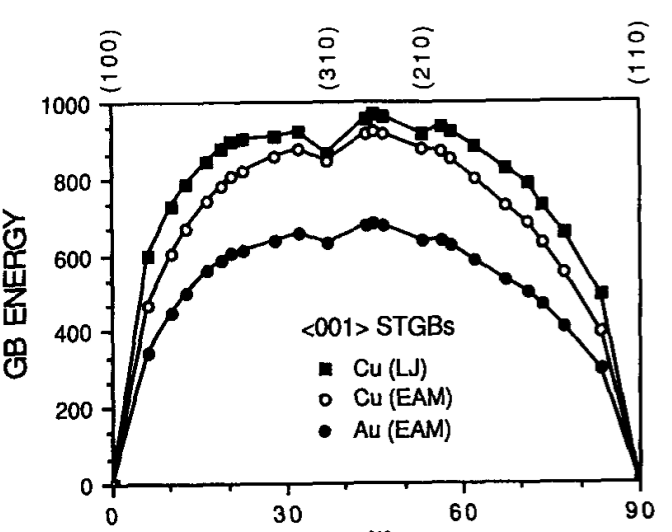 (100)
(310)
(210)
(110)
1000
800
600
400
200
0
GB ENERGY
<001> STGBs
Cu (LJ)
Cu (EAM)
Au (EAM)
0
30
60
90